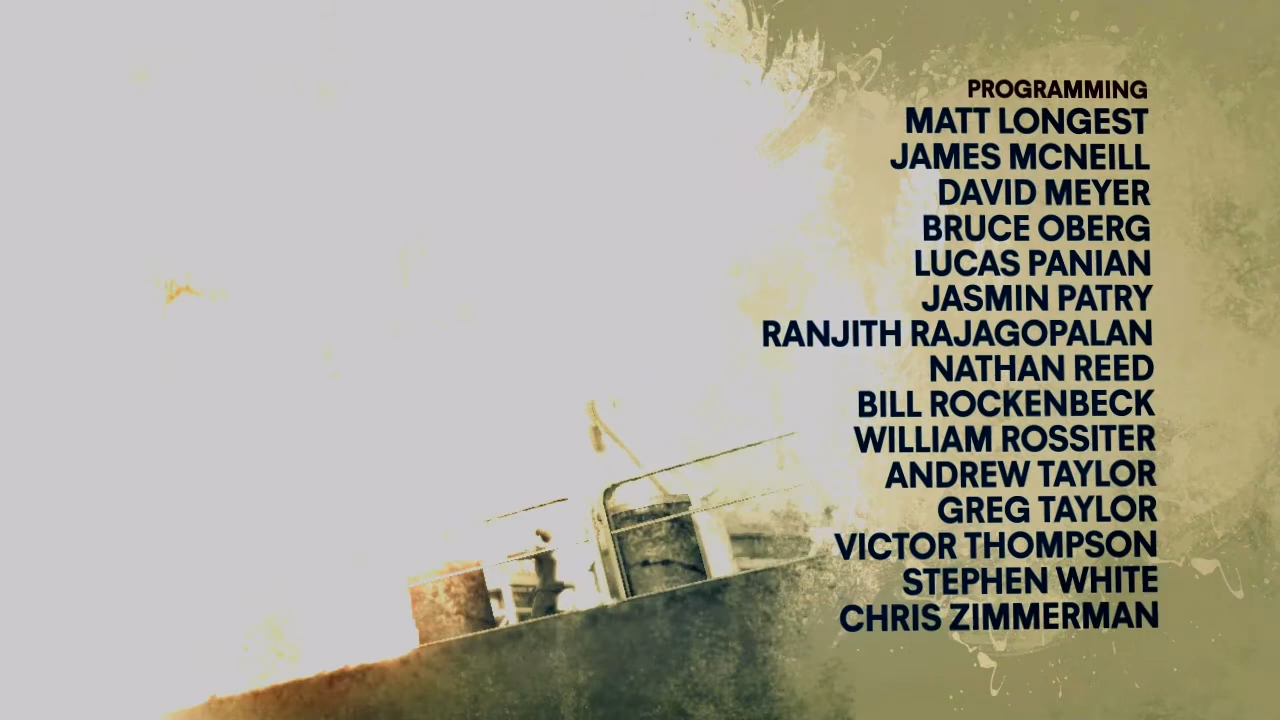 PROGRAMMING
MATT LONGEST
JAMES MCNEILL
DAVID MEYER
BRUCE OBERG
LUCAS PANIAN
JASMIN PATRY
RANJITH RAJAGOPALAN
NATHAN REED
BILL ROCKENBECK
WILLIAM ROSSITER
ANDREW TAYLOR
GREG TAYLOR
VICTOR THOMPSON
STEPHEN WHITE
CHRIS ZIMMERMAN